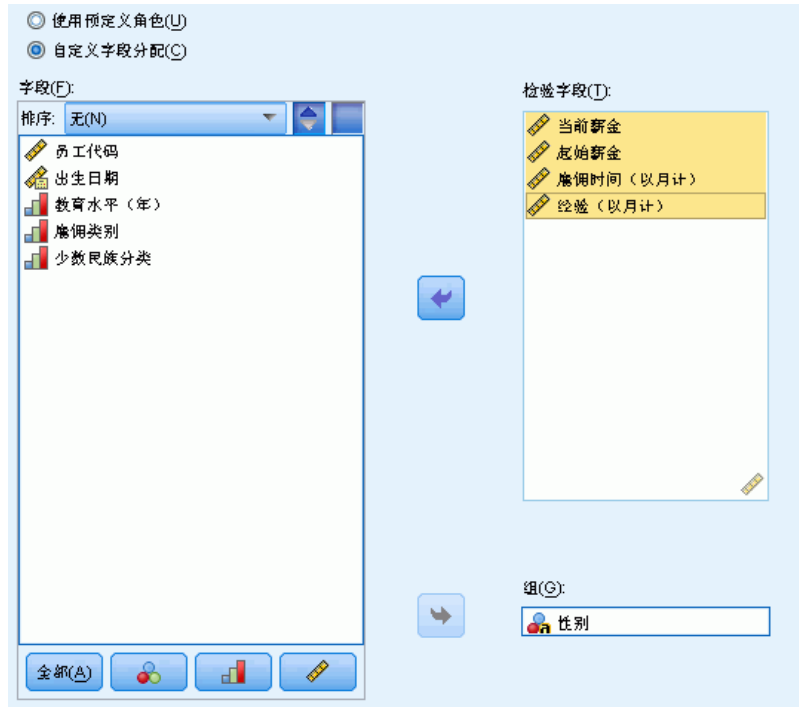 使用预定义角色(U)
自定义字段分配(C)
字段(F):
排序: 无(N)
员工代码
出生日期
教育水平（年）
雇佣类别
少数民族分类
全部(A)
检验字段(T):
当前薪金
起始薪金
雇佣时间（以月计）
经验（以月计）
组(G):
性别